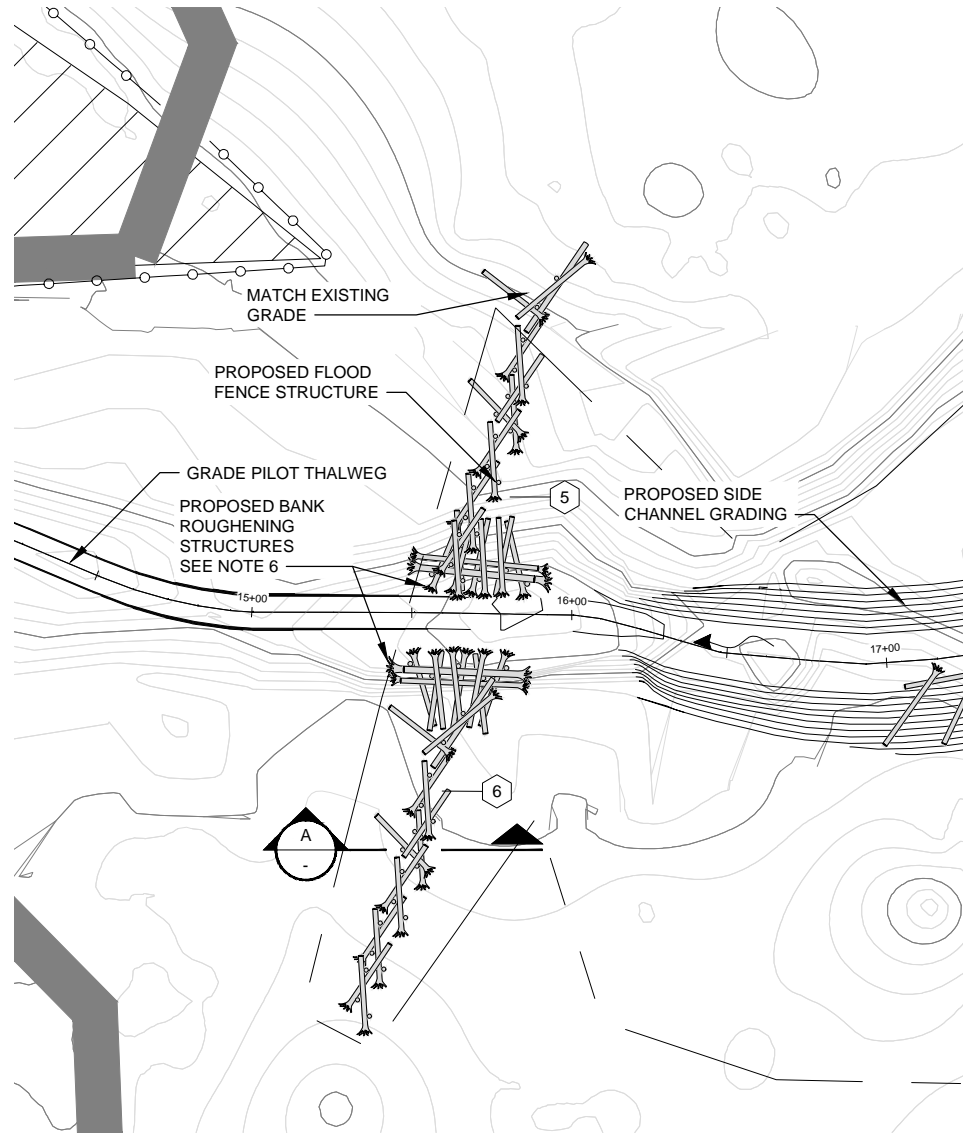 MATCH EXISTING
GRADE
PROPOSED FLOOD
FENCE STRUCTURE
GRADE PILOT THALWEG
PROPOSED BANK
ROUGHENING
STRUCTURES
SEE NOTE 6
5
PROPOSED SIDE
CHANNEL GRADING
15+00
16+00
17+00
6
A
-